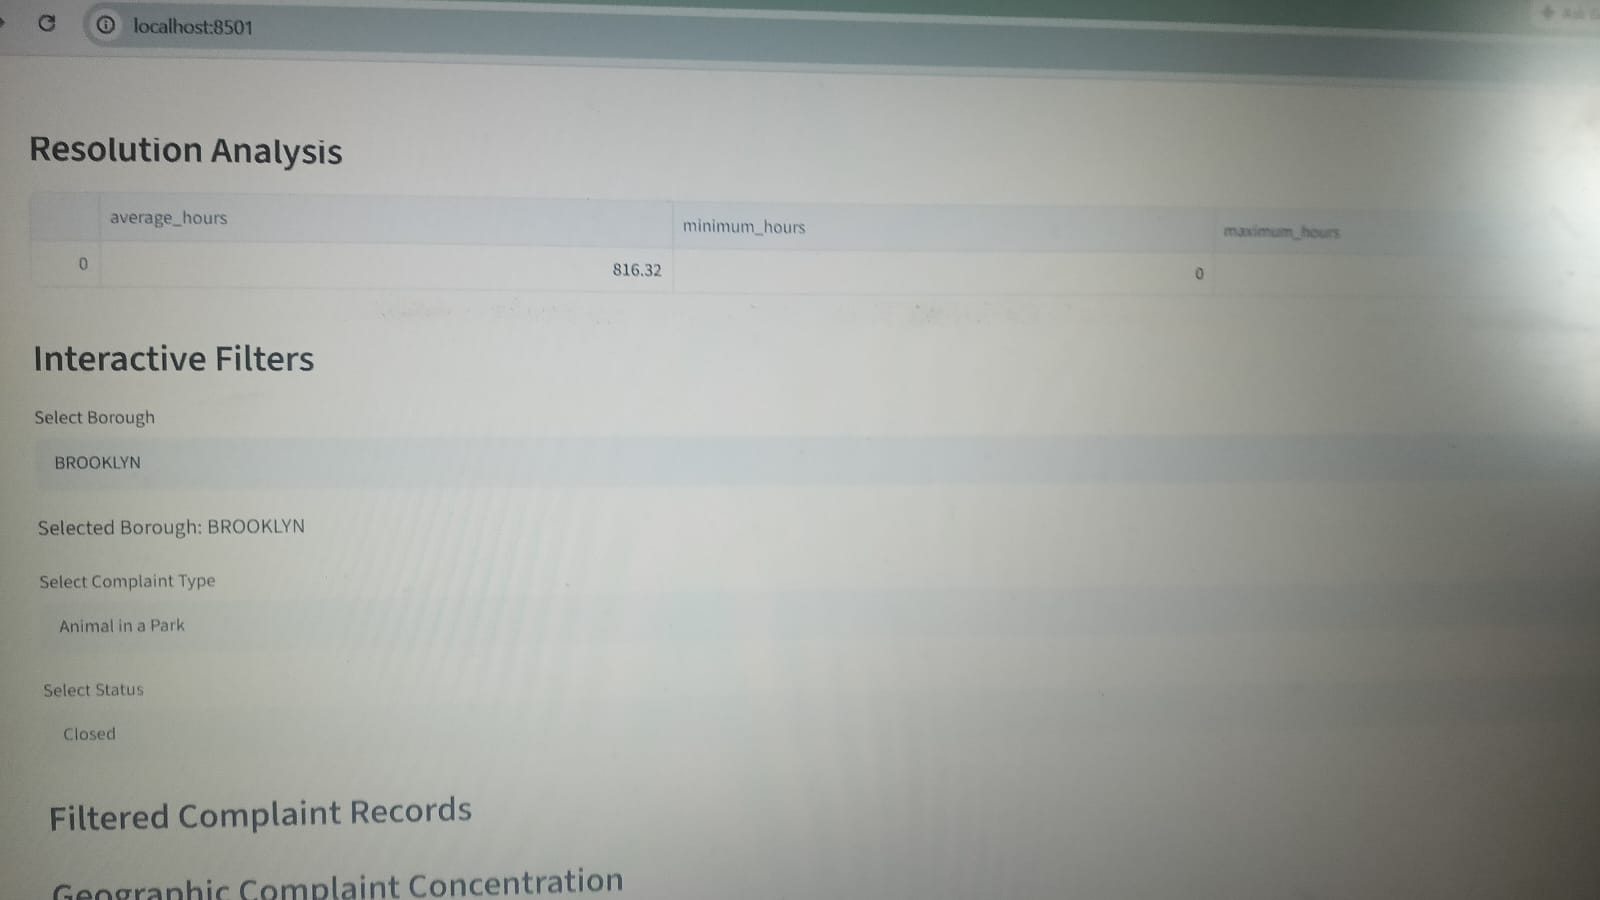 localhost:8501
Resolution Analysis
average_hours minimum_hours maximum_hours
0 816.32 0
Interactive Filters
Select Borough
BROOKLYN
Selected Borough: BROOKLYN
Select Complaint Type
Animal in a Park
Select Status
Closed
Filtered Complaint Records
Geographic Complaint Concentration